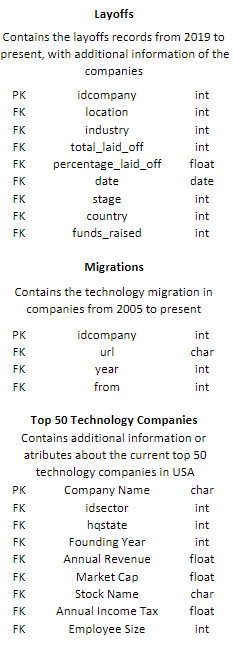 Layoffs
Contains the layoffs records from 2019 to
present, with additional information of the
companies
PK idcompany int
FK location int
FK industry int
FK total_laid_off int
FK percentage_laid_off float
FK date date
FK stage int
FK country int
FK funds_raised int
Migrations
Contains the technology migration in
companies from 2005 to present
PK idcompany int
FK url char
FK year int
FK from int
Top 50 Technology Companies
Contains additional information or
atributes about the current top 50
technology companies in USA
PK Company Name char
FK idsector int
FK hqstate int
FK Founding Year int
FK Annual Revenue float
FK Market Cap float
FK Stock Name char
FK Annual Income Tax float
FK Employee Size int